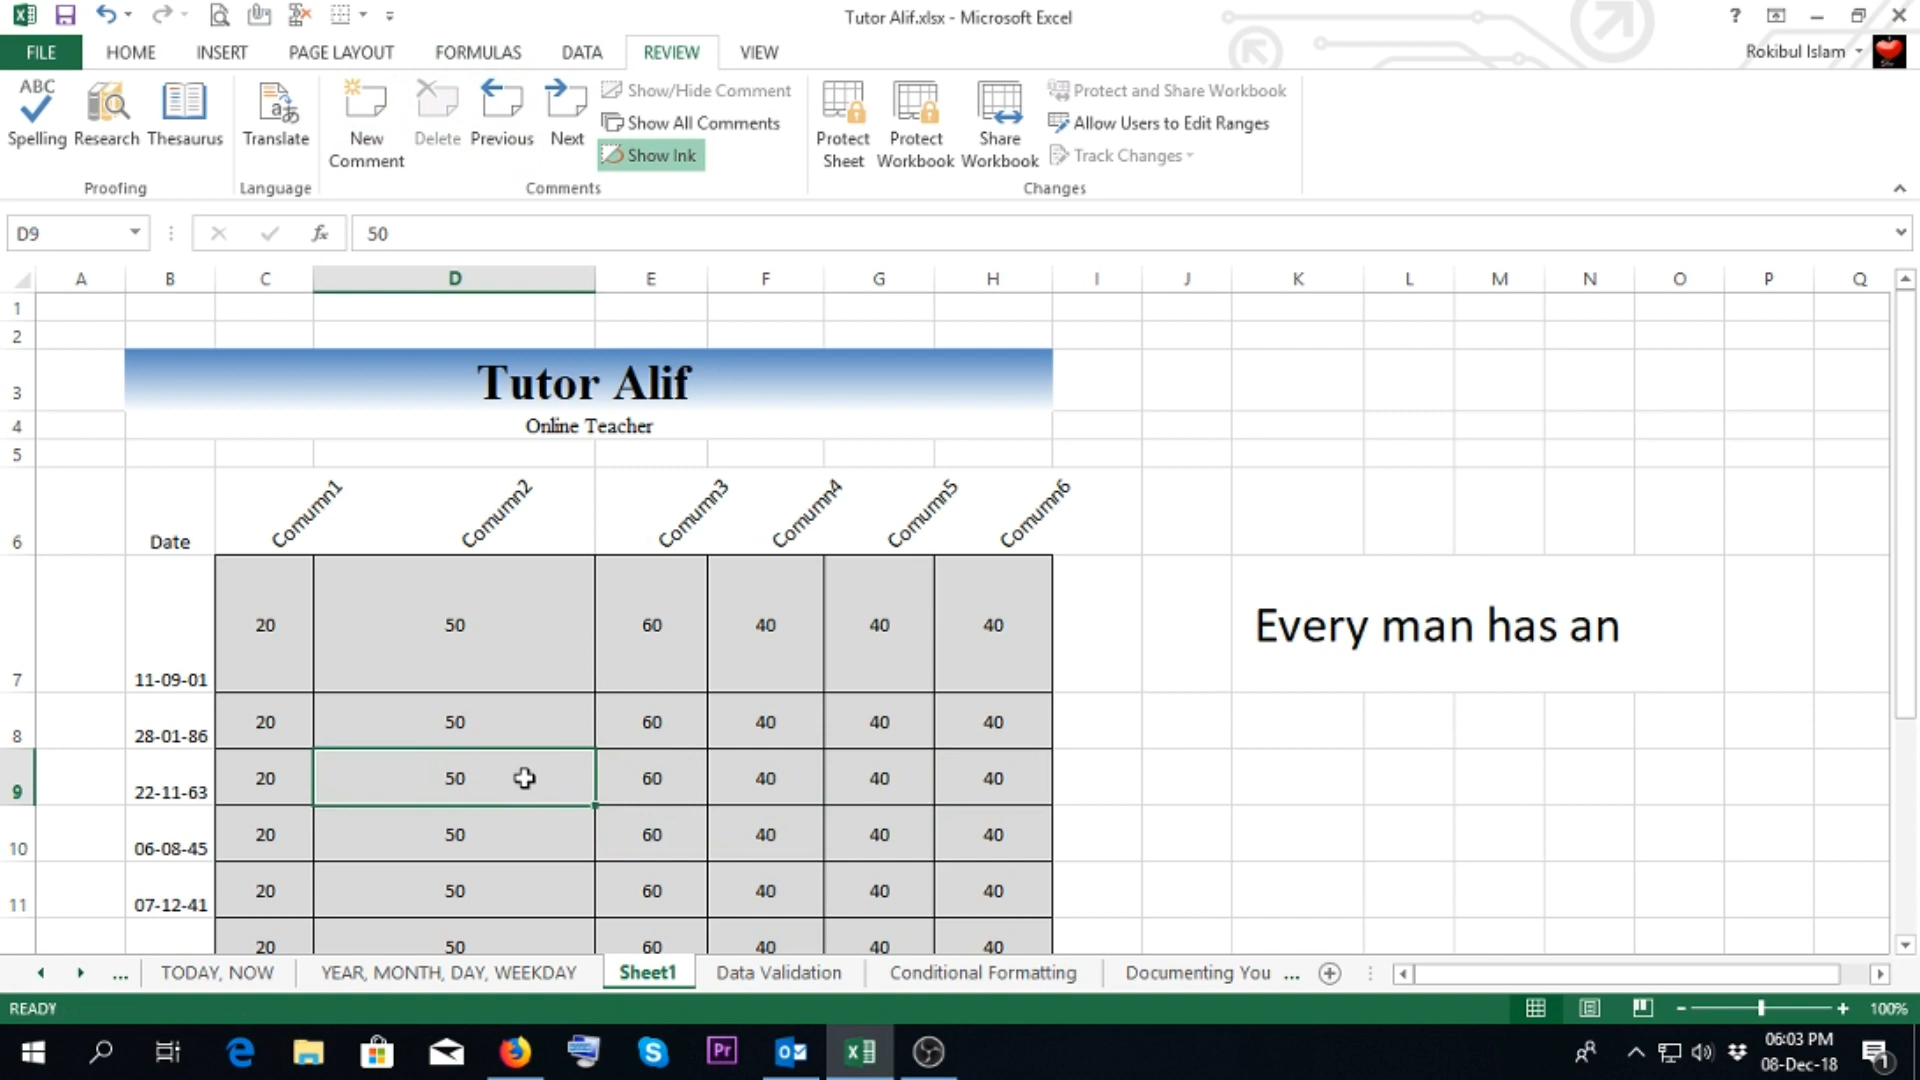 Tutor Alif.xlsx - Microsoft Excel
?
FILE HOME INSERT PAGE LAYOUT FORMULAS DATA REVIEW VIEW
Rokibul Islam
ABC
Spelling
Research
Thesaurus
Translate
New Comment
Delete
Previous
Next
Show/Hide Comment
Show All Comments
Show Ink
Protect Sheet
Protect Workbook
Share Workbook
Protect and Share Workbook
Allow Users to Edit Ranges
Track Changes
Proofing Language Comments Changes
D9 fx 50
A B C D E F G H I J K L M N O P Q
1
2
3 Tutor Alif
4 Online Teacher
5
6 Date Comumn1 Comumn2 Comumn3 Comumn4 Comumn5 Comumn6
7 11-09-01 20 50 60 40 40 40 Every man has an
8 28-01-86 20 50 60 40 40 40
9 22-11-63 20 50 60 40 40 40
10 06-08-45 20 50 60 40 40 40
11 07-12-41 20 50 60 40 40 40
20 50 60 40 40 40
... TODAY, NOW YEAR, MONTH, DAY, WEEKDAY Sheet1 Data Validation Conditional Formatting Documenting You ...
READY 100%
Pr
06:03 PM
08-Dec-18
1